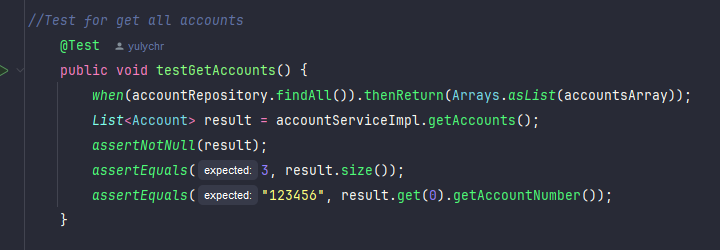 //Test for get all accounts
@Test yulychr
public void testGetAccounts() {
when(accountRepository.findAll()).thenReturn(Arrays.asList(accountsArray));
List<Account> result = accountServiceImpl.getAccounts();
assertNotNull(result);
assertEquals( expected: 3, result.size());
assertEquals( expected: "123456", result.get(0).getAccountNumber());
}